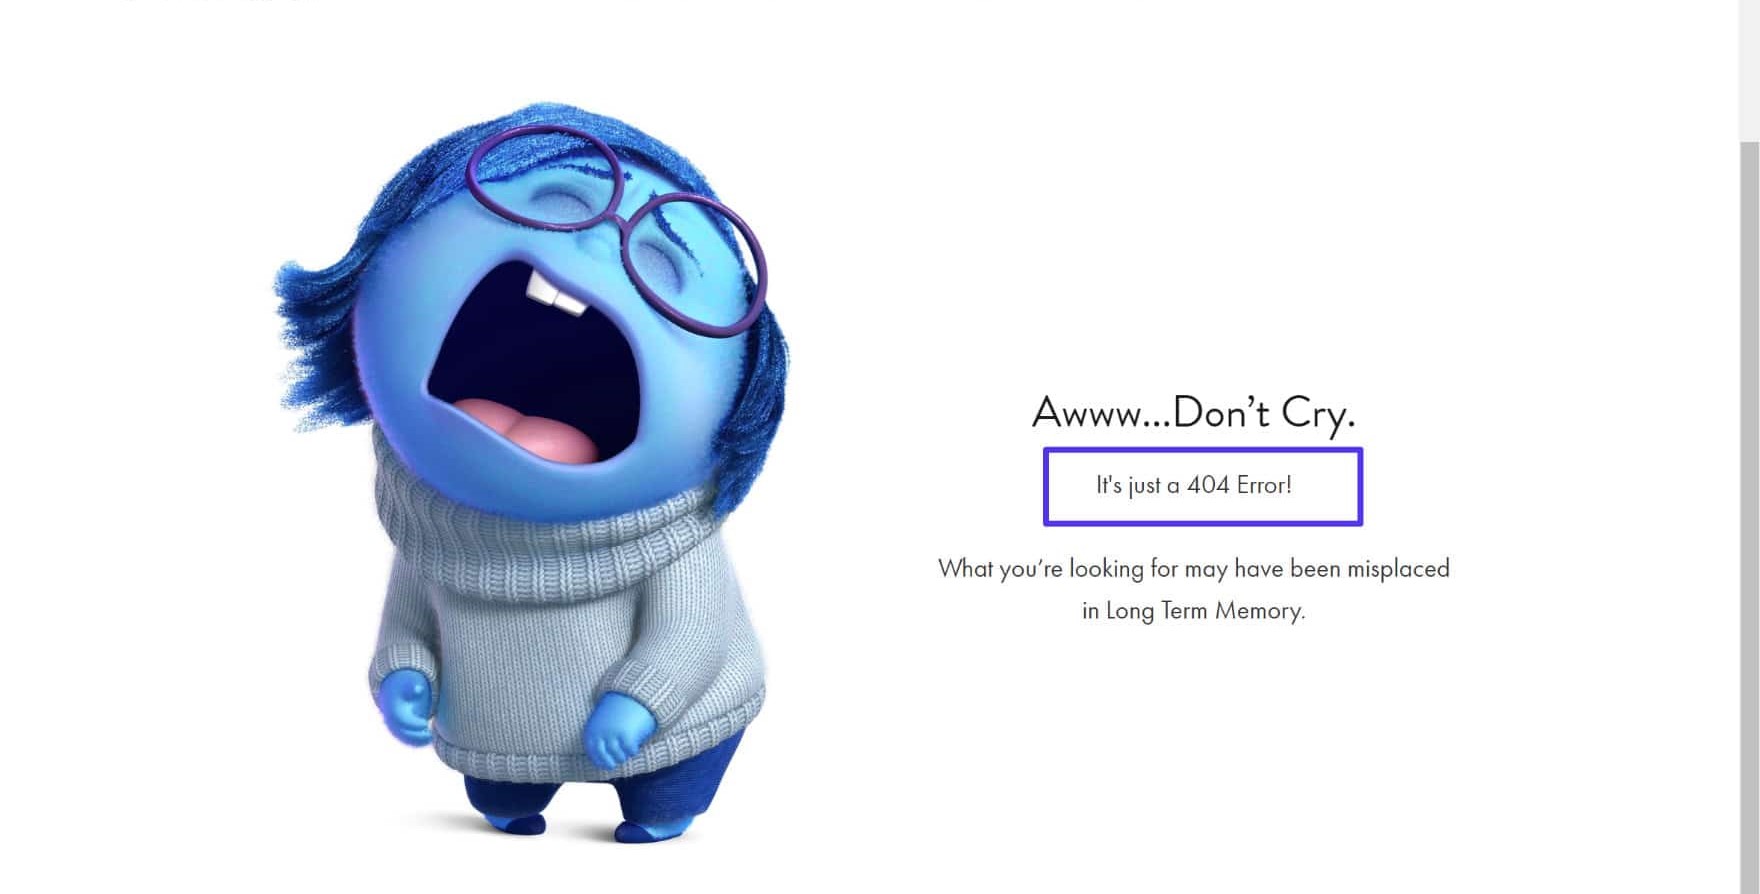 Awww...Don’t Cry.
It's just a 404 Error!
What you’re looking for may have been misplaced
in Long Term Memory.